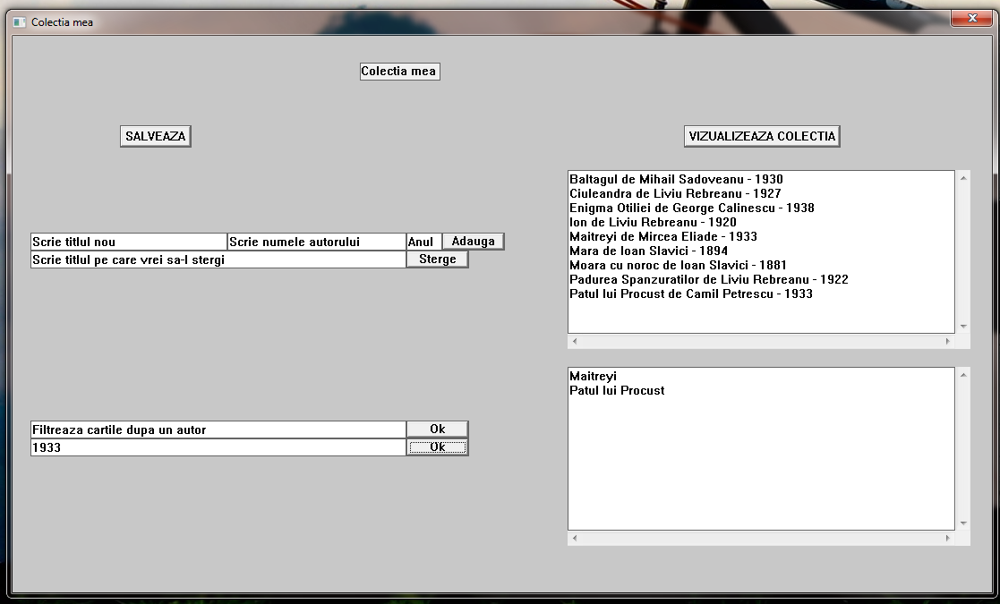 Colectia mea
Colectia mea
SALVEAZA
VIZUALIZEAZA COLECTIA
Scrie titlul nou
Scrie numele autorului
Anul
Adauga
Scrie titlul pe care vrei sa-l stergi
Sterge
Baltagul de Mihail Sadoveanu - 1930
Ciuleandra de Liviu Rebreanu - 1927
Enigma Otiliei de George Calinescu - 1938
Ion de Liviu Rebreanu - 1920
Maitreyi de Mircea Eliade - 1933
Mara de Ioan Slavici - 1894
Moara cu noroc de Ioan Slavici - 1881
Padurea Spanzuratilor de Liviu Rebreanu - 1922
Patul lui Procust de Camil Petrescu - 1933
Filtreaza cartile dupa un autor
Ok
1933
Ok
Maitreyi
Patul lui Procust